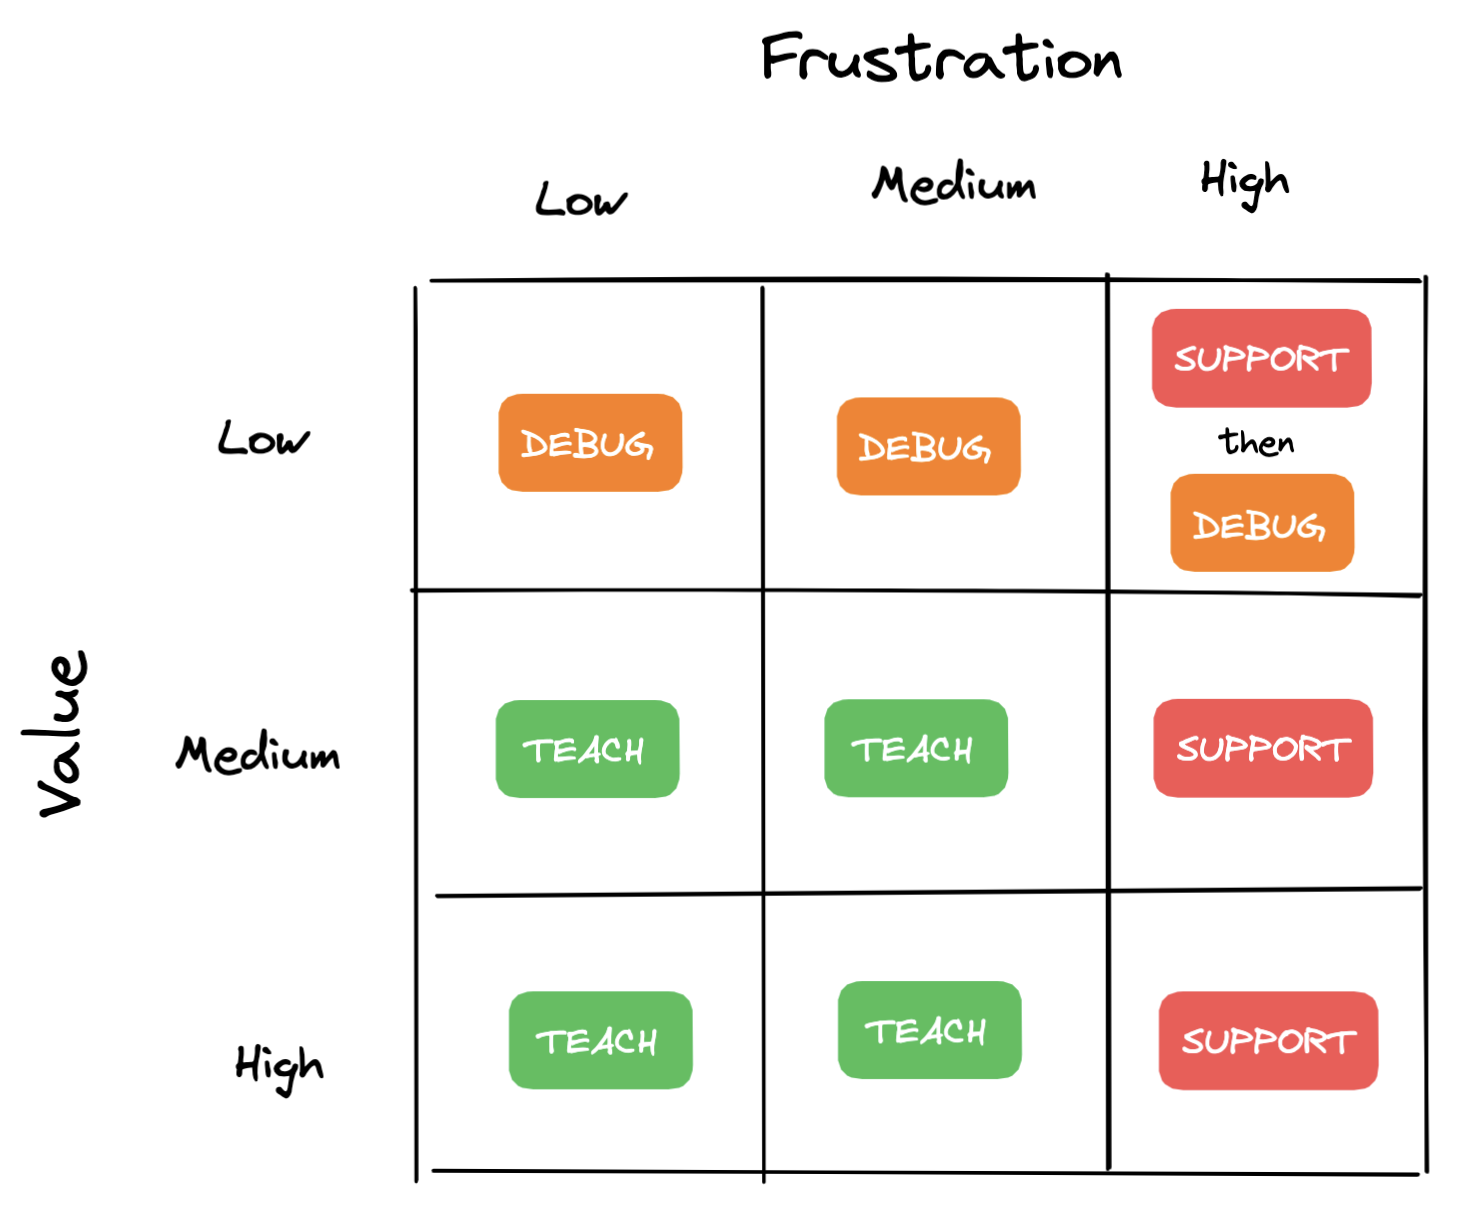 Frustration
Low Medium High
Low DEBUG DEBUG SUPPORT
then
DEBUG
Value
Medium TEACH TEACH SUPPORT
High TEACH TEACH SUPPORT